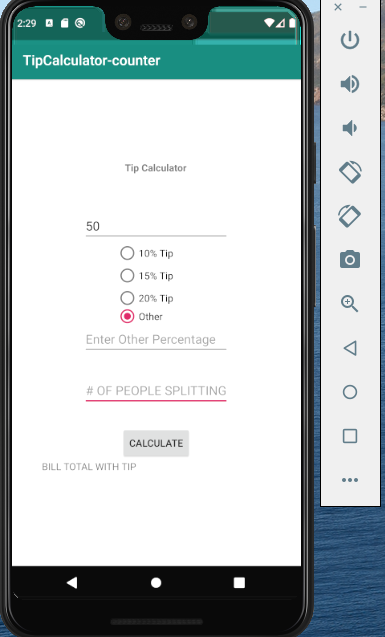 2:29
TipCalculator-counter
Tip Calculator
50
10% Tip
15% Tip
20% Tip
Other
Enter Other Percentage
# OF PEOPLE SPLITTING
CALCULATE
BILL TOTAL WITH TIP